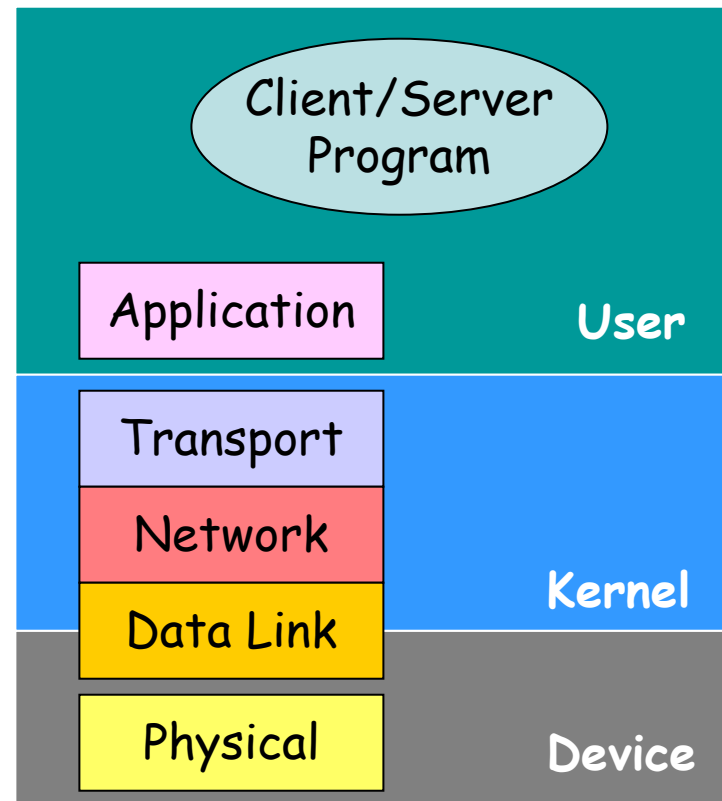 Client/Server
Program
Application
User
Transport
Network
Kernel
Data Link
Physical
Device